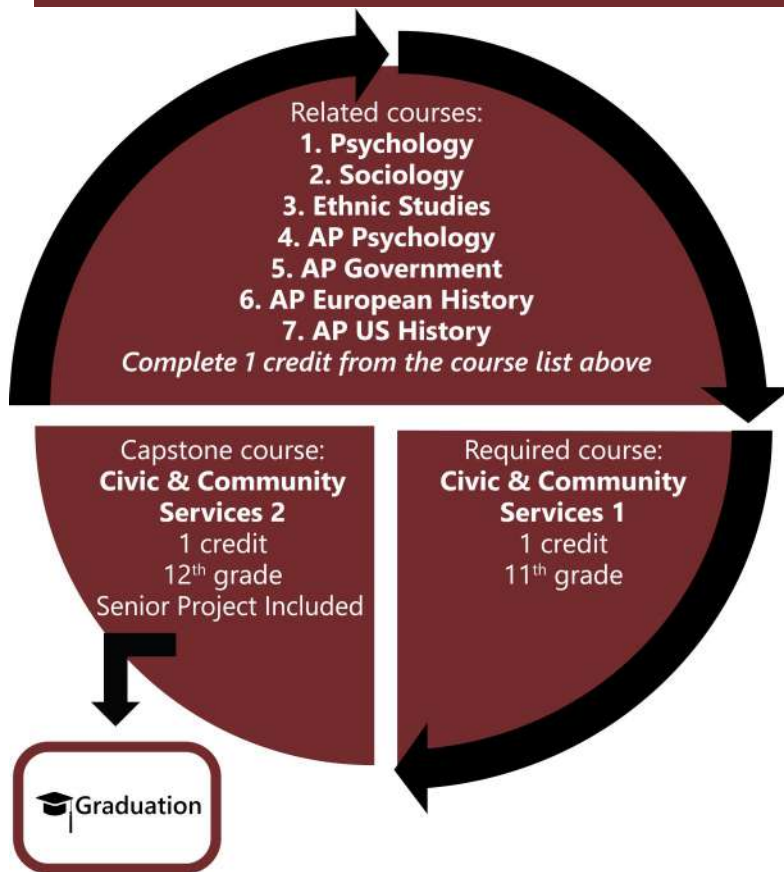 Related courses:
1. Psychology
2. Sociology
3. Ethnic Studies
4. AP Psychology
5. AP Government
6. AP European History
7. AP US History
Complete 1 credit from the course list above
Capstone course:
Civic & Community
Services 2
1 credit
12th grade
Senior Project Included
Required course:
Civic & Community
Services 1
1 credit
11th grade
Graduation